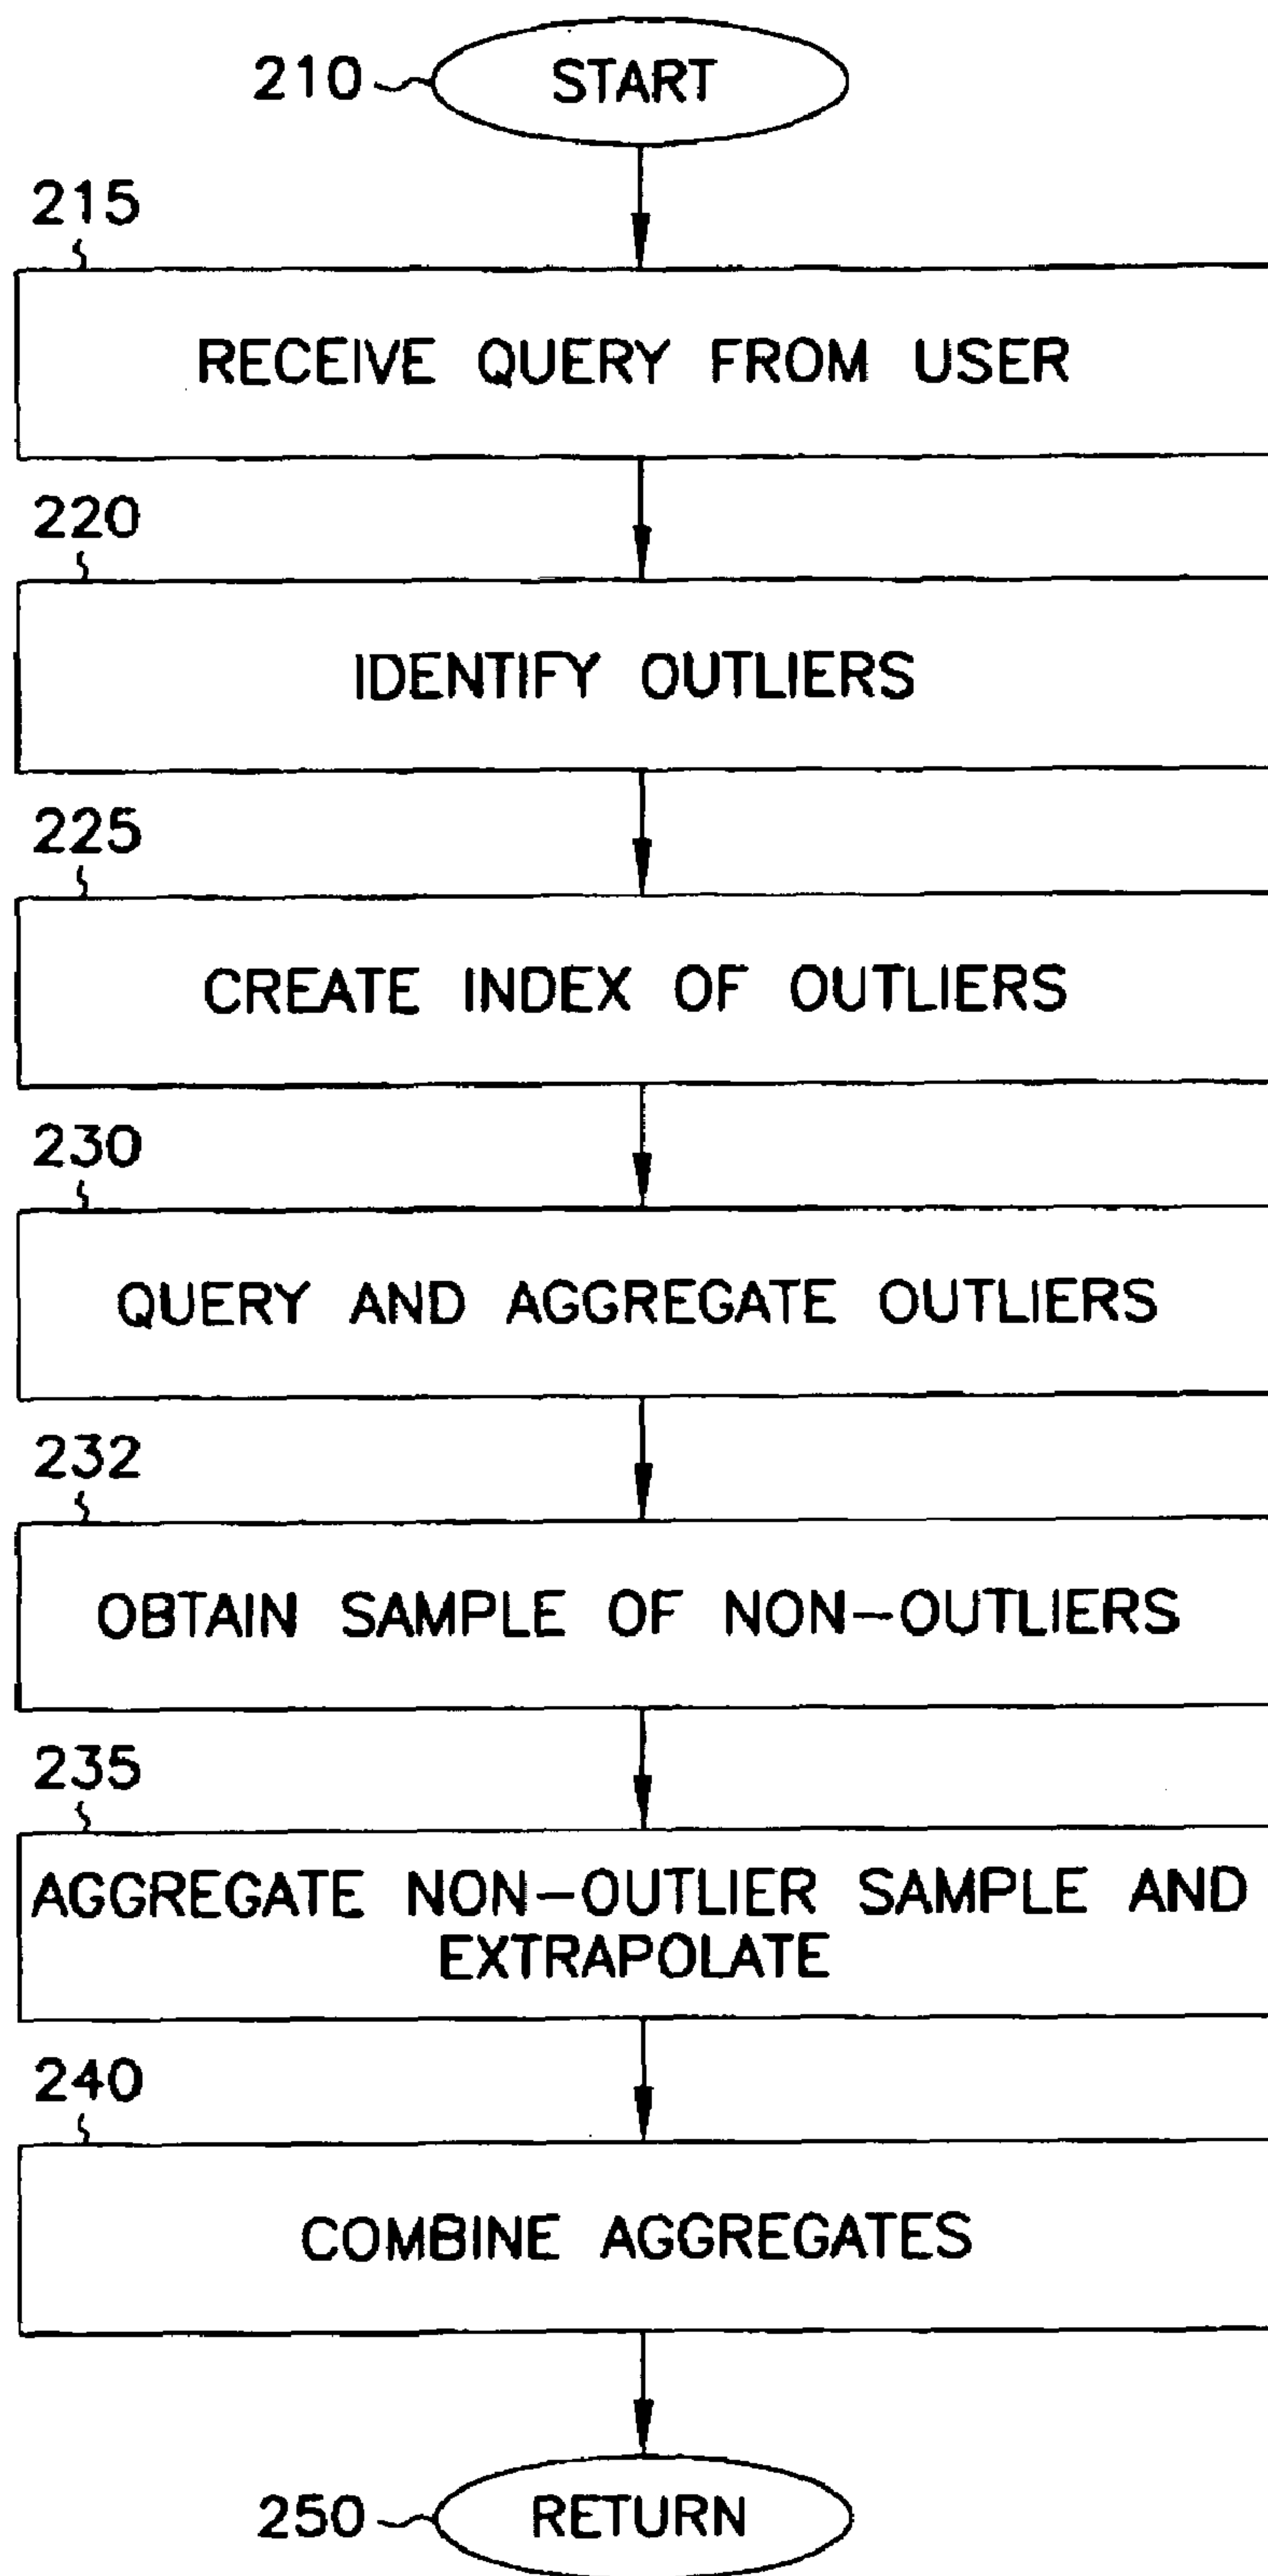 210 START
215
RECEIVE QUERY FROM USER
220
IDENTIFY OUTLIERS
225
CREATE INDEX OF OUTLIERS
230
QUERY AND AGGREGATE OUTLIERS
232
OBTAIN SAMPLE OF NON-OUTLIERS
235
AGGREGATE NON-OUTLIER SAMPLE AND
EXTRAPOLATE
240
COMBINE AGGREGATES
250 RETURN